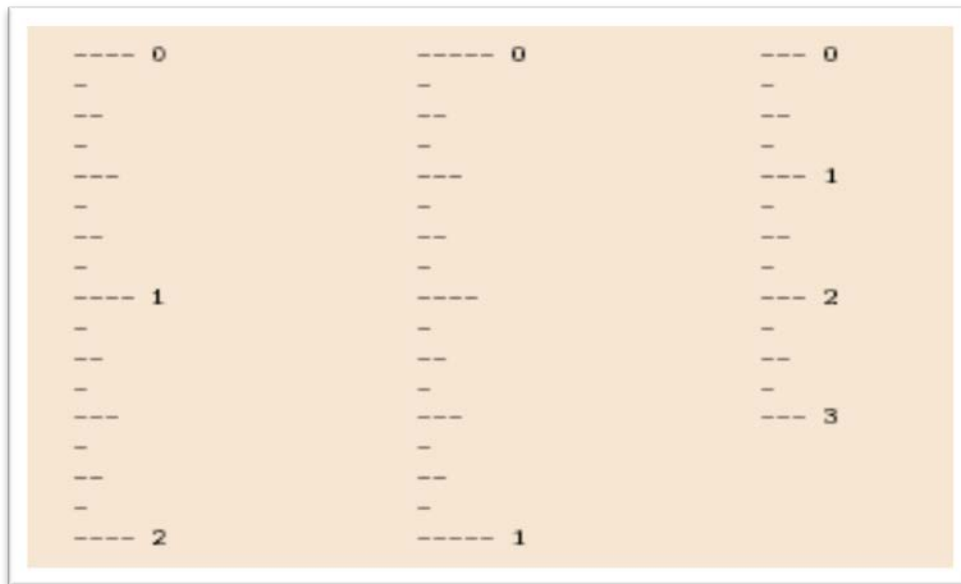 ---- 0        ----- 0        --- 0
-             -              -
--            --             --
-             -              -
---           ---            --- 1
-             -              -
--            --             --
-             -              -
---- 1        ----           --- 2
-             -              -
--            --             --
-             -              -
---           ---            --- 3
-             -
--            --
-             -
---- 2        ----- 1